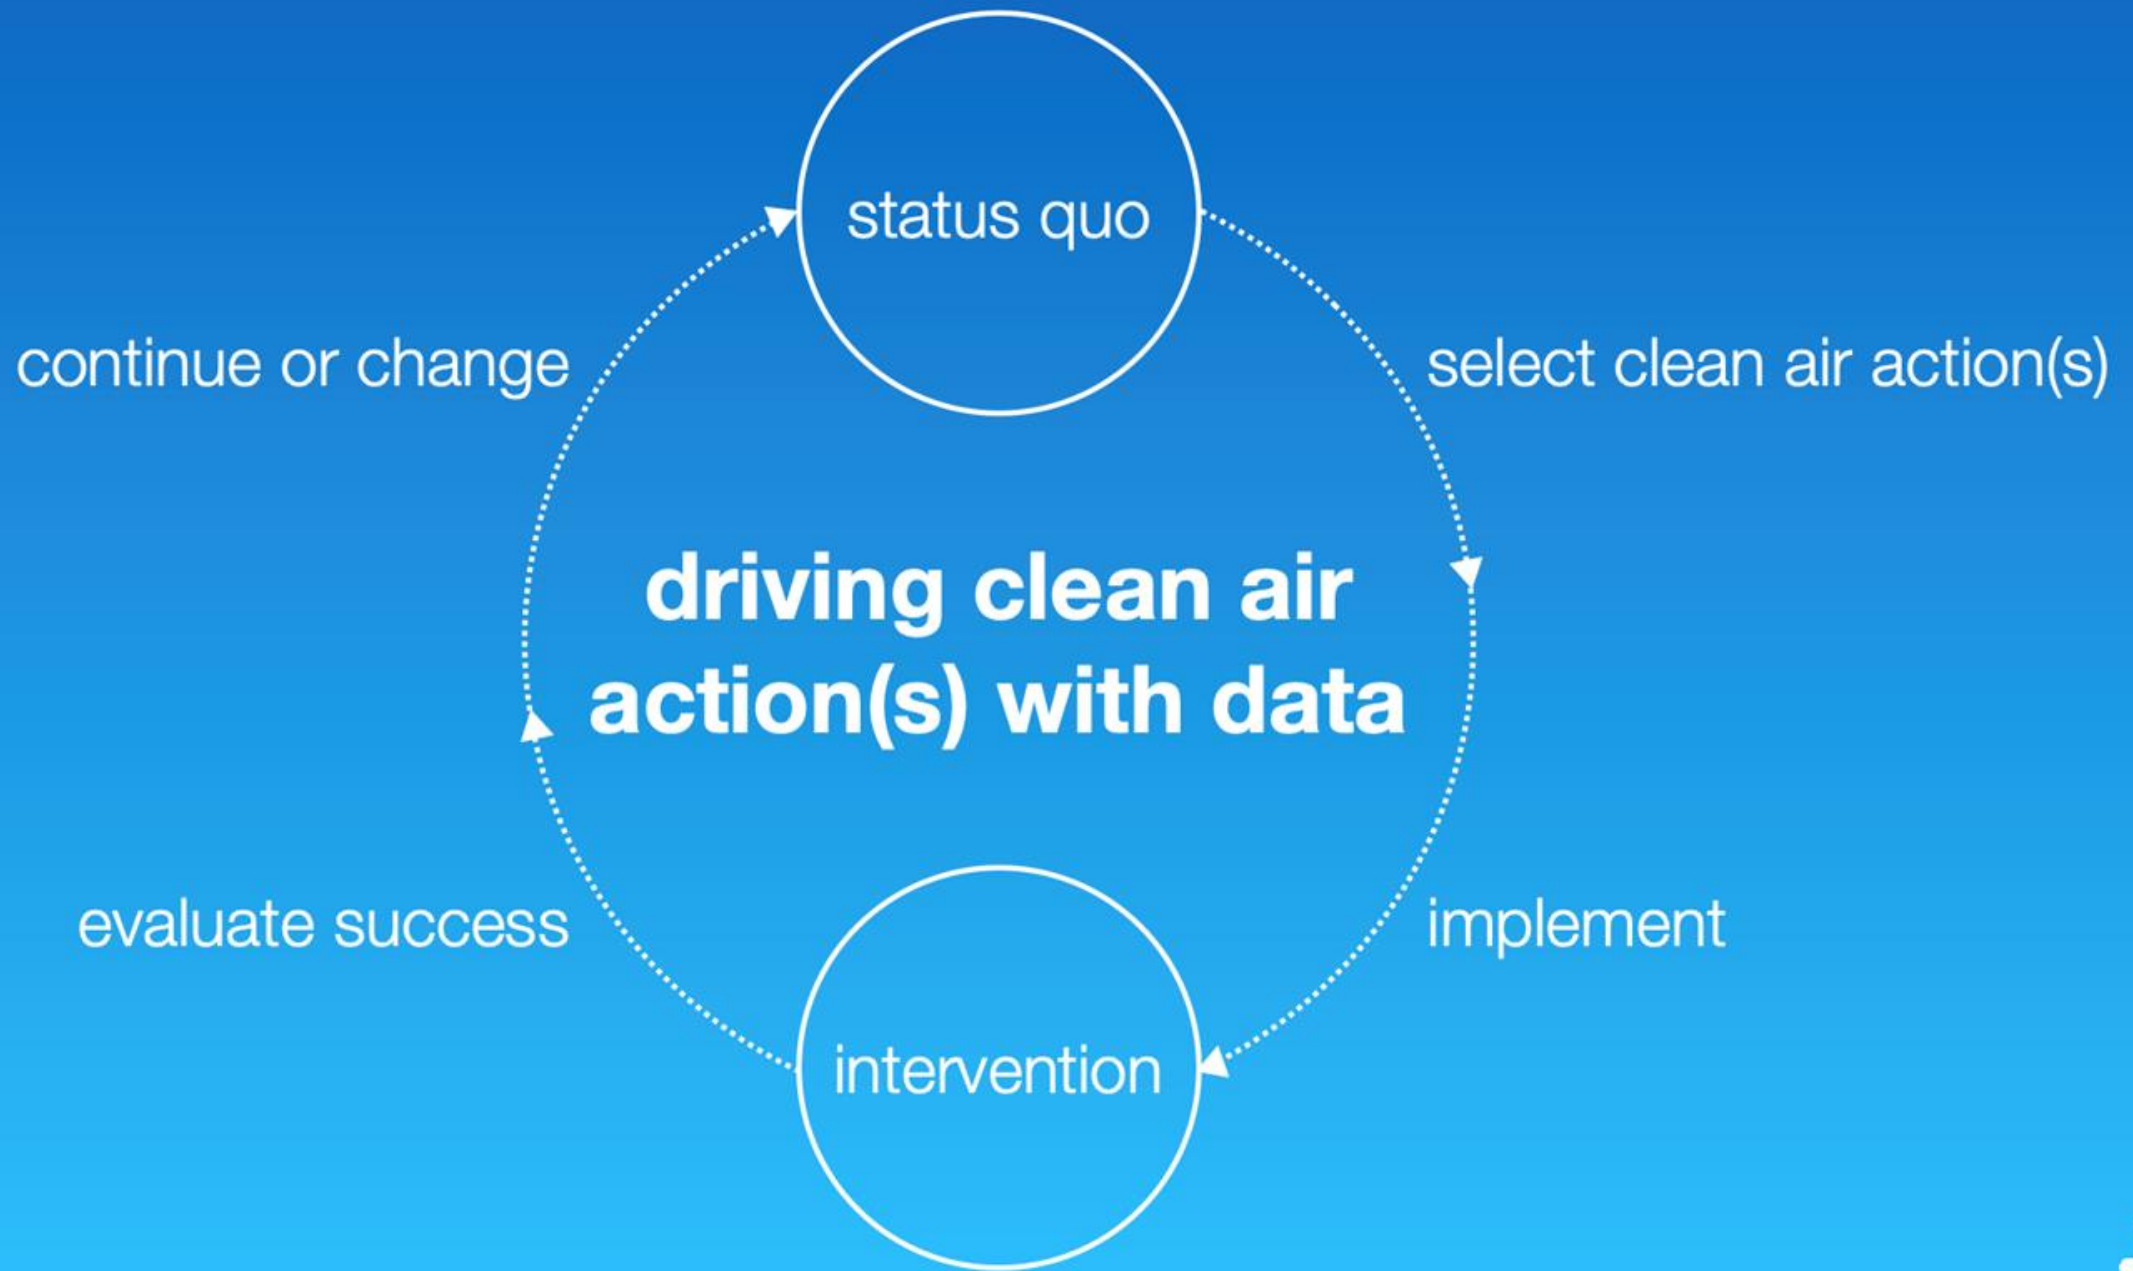 status quo
continue or change
select clean air action(s)
driving clean air
action(s) with data
evaluate success
implement
intervention